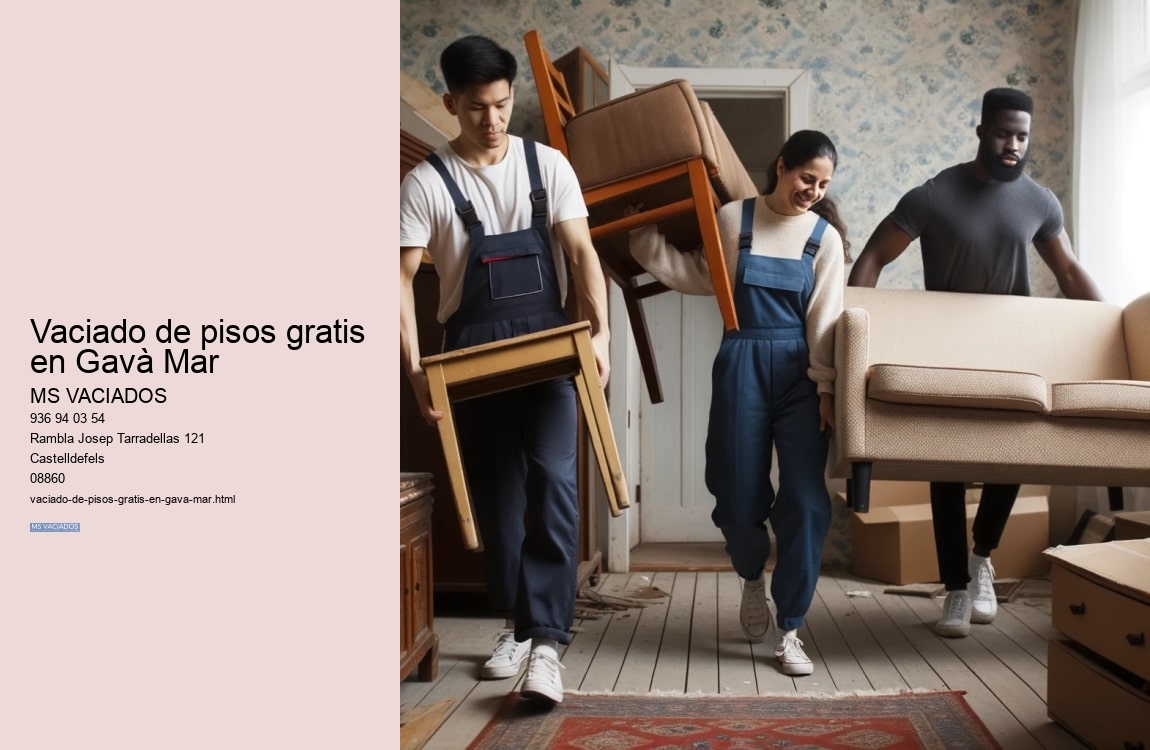 Vaciado de pisos gratis
en Gavà Mar
MS VACIADOS
936 94 03 54
Rambla Josep Tarradellas 121
Castelldefels
08860
vaciado-de-pisos-gratis-en-gava-mar.html
MS VACIADOS